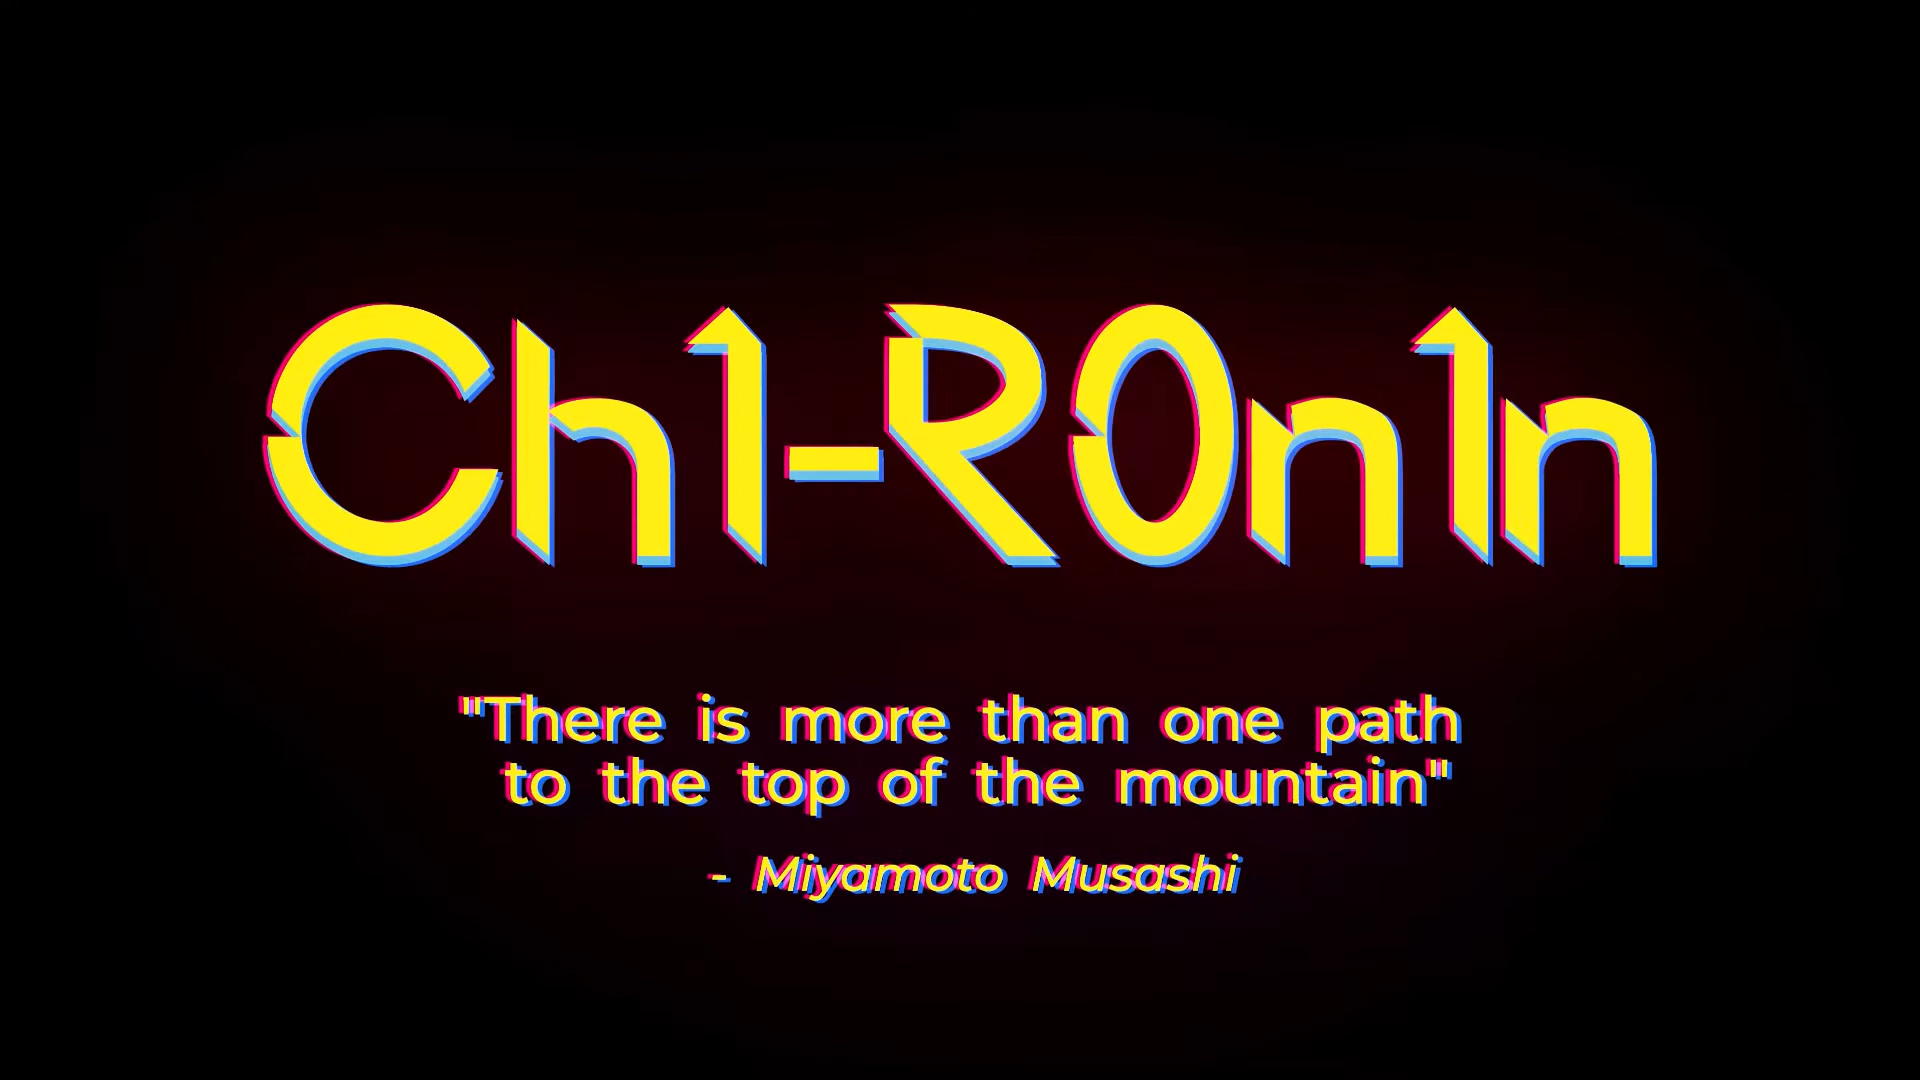 Ch1-R0n1n
"There is more than one path
to the top of the mountain"
- Miyamoto Musashi